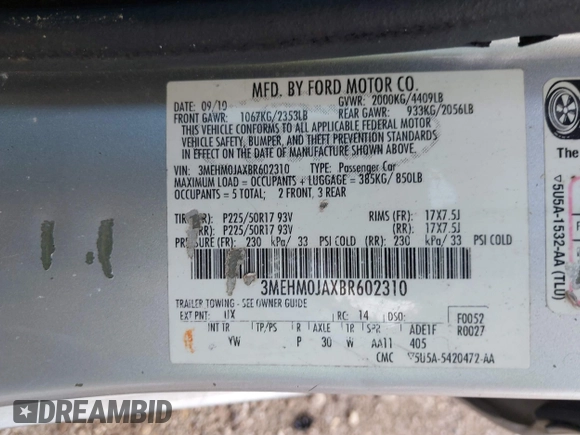 MFD. BY FORD MOTOR CO.
DATE: 09/10 GVWR: 2000KG/4409LB
FRONT GAWR: 1067KG/2353LB REAR GAWR: 933KG/2056LB
THIS VEHICLE CONFORMS TO ALL APPLICABLE FEDERAL MOTOR
VEHICLE SAFETY, BUMPER, AND THEFT PREVENTION STANDARDS
IN EFFECT ON THE DATE OF MANUFACTURE SHOWN ABOVE.
VIN: 3MEHM0JAXBR602310 TYPE: Passenger Car
MAXIMUM LOAD = OCCUPANTS + LUGGAGE = 385KG/ 850LB
OCCUPANTS = 5 TOTAL; 2 FRONT, 3 REAR
P225/50R17 93V RIMS (FR): 17X7.5J
(RR): P225/50R17 93V (RR): 17X7.5J
PRESSURE (FR): 230 kPa/ 33 PSI COLD (RR): 230 kPa/ 33 PSI COLD
3MEHM0JAXBR602310
TRAILER TOWING - SEE OWNER GUIDE
EXT PNT: UX RC: 14 DSO: F0052
INT TR TP/PS R AXLE TR SPR ADE1F R0027
YW P 30 W AA11 405
CMC 5U5A-5420472-AA
5U5A-1532-AA (TLU)
DREAMBID